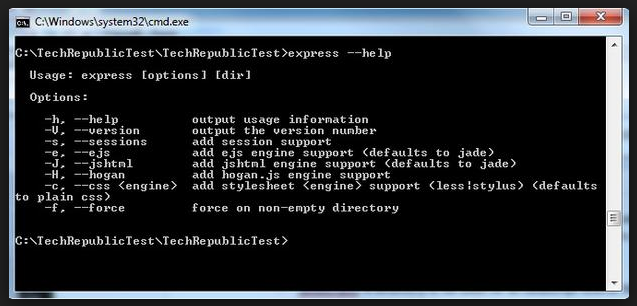 C:\Windows\system32\cmd.exe
C:\TechRepublicTest\TechRepublicTest>express --help
Usage: express [options] [dir]
Options:
-h, --help output usage information
-V, --version output the version number
-s, --sessions add session support
-e, --ejs add ejs engine support (defaults to jade)
-J, --jshtml add jshtml engine support (defaults to jade)
-H, --hogan add hogan.js engine support
-c, --css <engine> add stylesheet <engine> support (less|stylus) (defaults
to plain css)
-f, --force force on non-empty directory
C:\TechRepublicTest\TechRepublicTest>